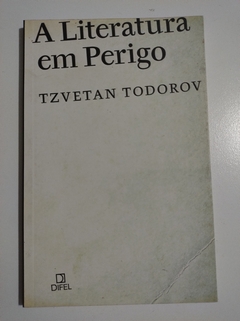 A Literatura
em Perigo
TZVETAN TODOROV
DIFEL